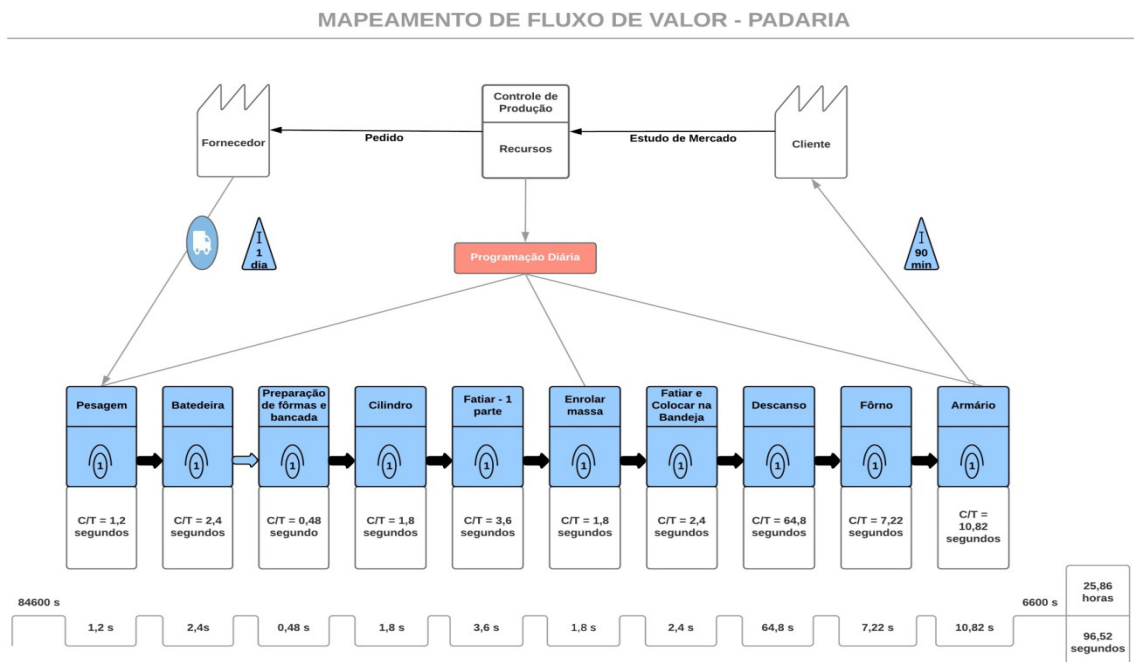 MAPEAMENTO DE FLUXO DE VALOR - PADARIA
Controle de
Produção
Recursos
Fornecedor
Pedido
Estudo de Mercado
Cliente
I
1
dia
Programação Diária
I
90
min
Pesagem
Batedeira
Preparação
de fôrmas e
bancada
Cilindro
Fatiar - 1
parte
Enrolar
massa
Fatiar e
Colocar na
Bandeja
Descanso
Fôrno
Armário
1
1
1
1
1
1
1
1
1
1
C/T = 1,2
segundos
C/T = 2,4
segundos
C/T = 0,48
segundo
C/T = 1,8
segundos
C/T = 3,6
segundos
C/T = 1,8
segundos
C/T = 2,4
segundos
C/T = 64,8
segundos
C/T = 7,22
segundos
C/T =
10,82
segundos
84600 s
1,2 s
2,4s
0,48 s
1,8 s
3,6 s
1,8 s
2,4 s
64,8 s
7,22 s
10,82 s
6600 s
25,86
horas
96,52
segundos